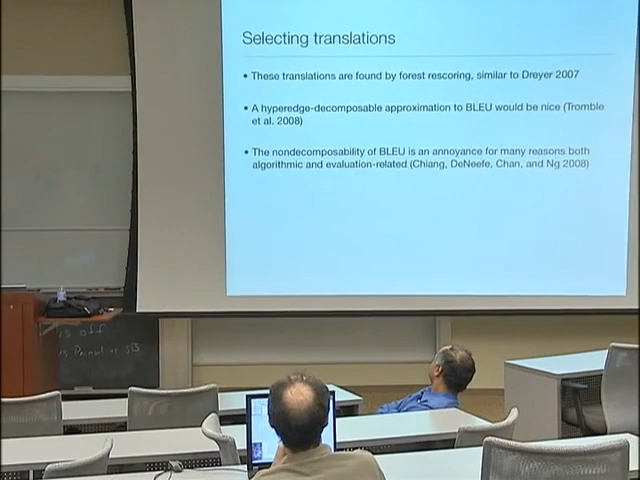 Selecting translations
• These translations are found by forest rescoring, similar to Dreyer 2007
• A hyperedge-decomposable approximation to BLEU would be nice (Tromble
et al. 2008)
• The nondecomposability of BLEU is an annoyance for many reasons both
algorithmic and evaluation-related (Chiang, DeNeefe, Chan, and Ng 2008)
off